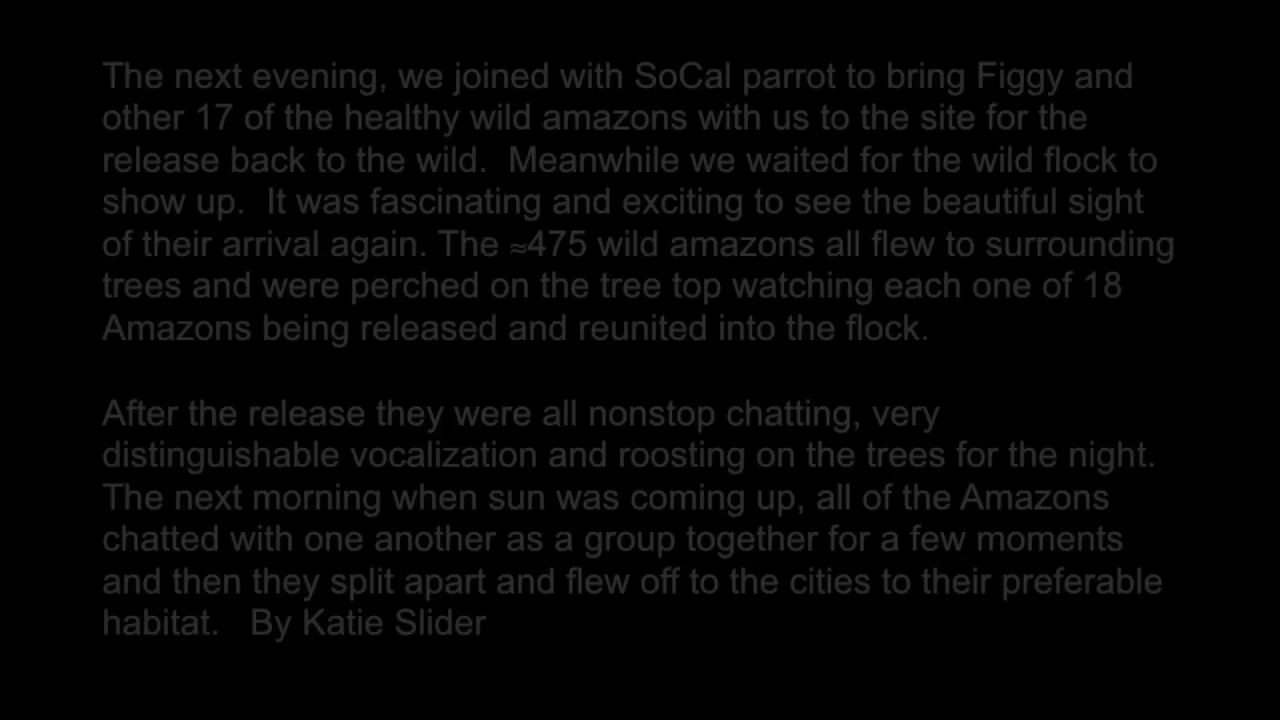 The next evening, we joined with SoCal parrot to bring Figgy and
other 17 of the healthy wild amazons with us to the site for the
release back to the wild.  Meanwhile we waited for the wild flock to
show up.  It was fascinating and exciting to see the beautiful sight
of their arrival again. The ≈475 wild amazons all flew to surrounding
trees and were perched on the tree top watching each one of 18
Amazons being released and reunited into the flock.
After the release they were all nonstop chatting, very
distinguishable vocalization and roosting on the trees for the night.
The next morning when sun was coming up, all of the Amazons
chatted with one another as a group together for a few moments
and then they split apart and flew off to the cities to their preferable
habitat.   By Katie Slider